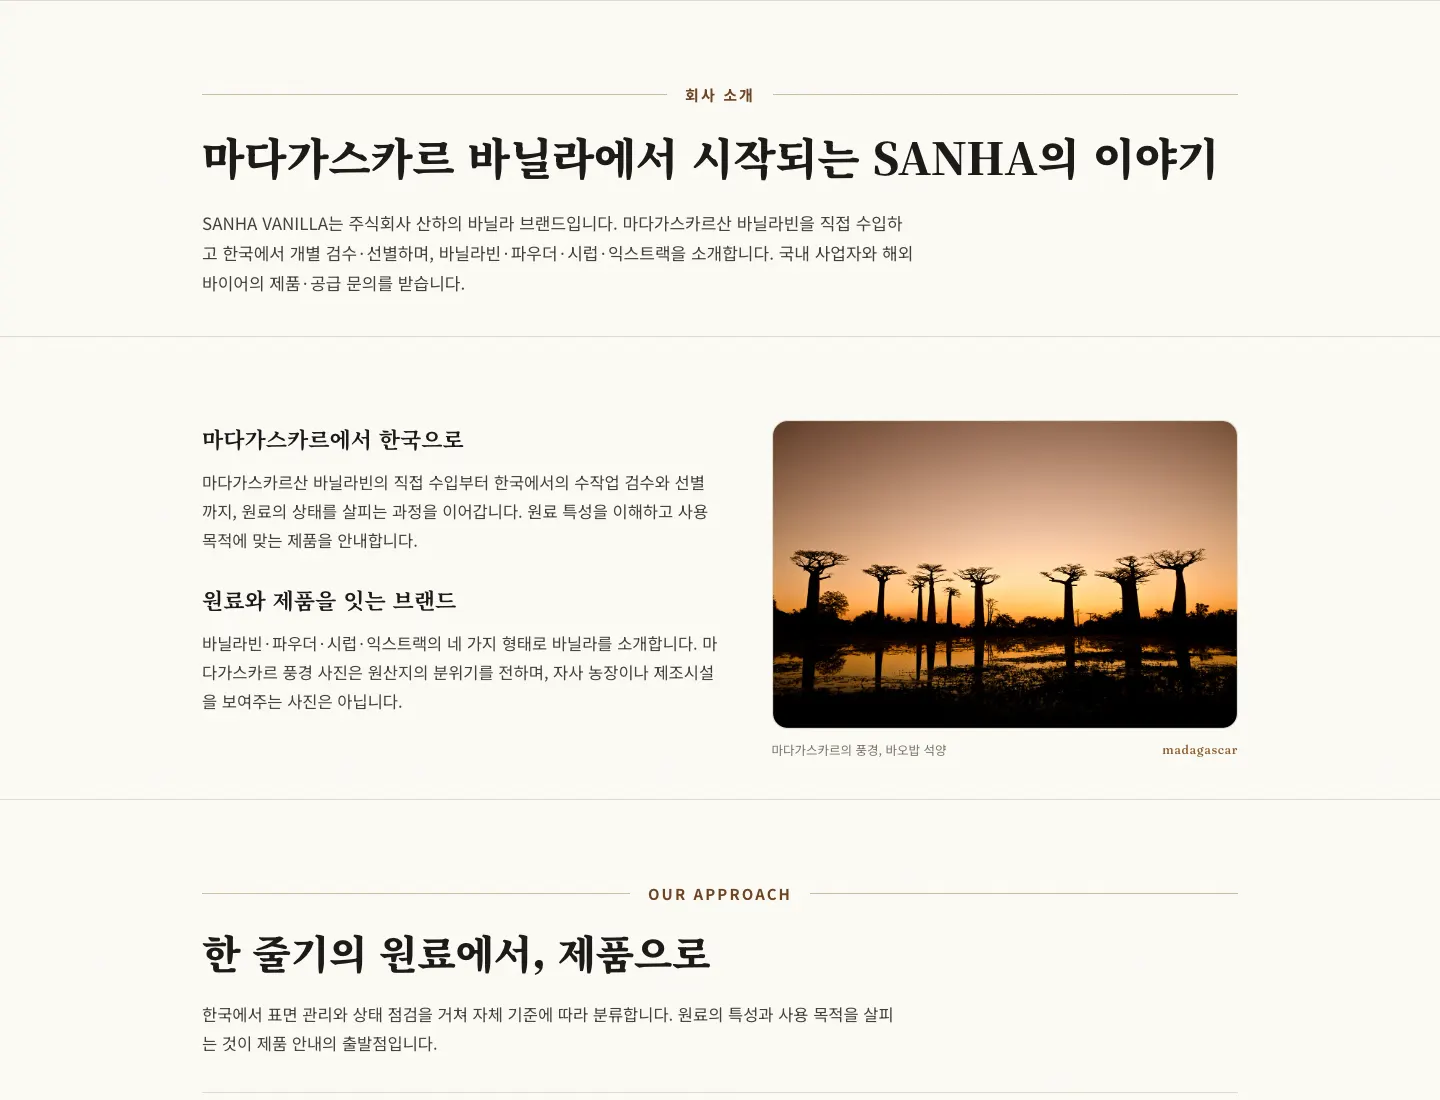 회사 소개
마다가스카르 바닐라에서 시작되는 SANHA의 이야기
SANHA VANILLA는 주식회사 산하의 바닐라 브랜드입니다. 마다가스카르산 바닐라빈을 직접 수입하
고 한국에서 개별 검수·선별하며, 바닐라빈·파우더·시럽·익스트랙을 소개합니다. 국내 사업자와 해외
바이어의 제품·공급 문의를 받습니다.
마다가스카르에서 한국으로
마다가스카르산 바닐라빈의 직접 수입부터 한국에서의 수작업 검수와 선별
까지, 원료의 상태를 살피는 과정을 이어갑니다. 원료 특성을 이해하고 사용
목적에 맞는 제품을 안내합니다.
원료와 제품을 잇는 브랜드
바닐라빈·파우더·시럽·익스트랙의 네 가지 형태로 바닐라를 소개합니다. 마
다가스카르 풍경 사진은 원산지의 분위기를 전하며, 자사 농장이나 제조시설
을 보여주는 사진은 아닙니다.
마다가스카르의 풍경, 바오밥 석양
madagascar
OUR APPROACH
한 줄기의 원료에서, 제품으로
한국에서 표면 관리와 상태 점검을 거쳐 자체 기준에 따라 분류합니다. 원료의 특성과 사용 목적을 살피
는 것이 제품 안내의 출발점입니다.